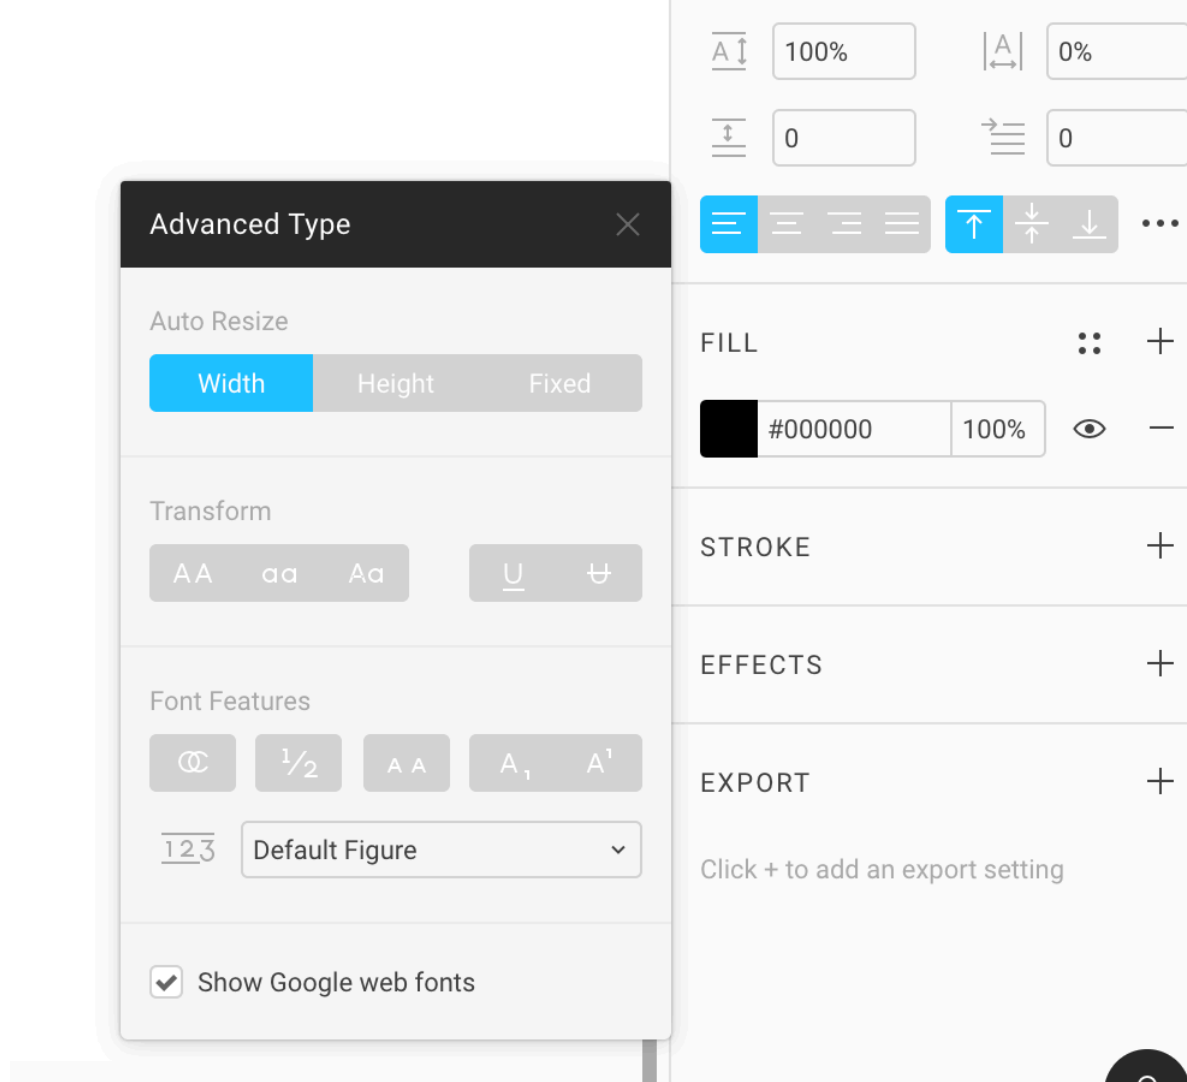 100%
0%
0
0
Advanced Type
Auto Resize
Width Height Fixed
Transform
AA aa Aa U U
Font Features
½ AA A₁ A¹
123 Default Figure
Show Google web fonts
FILL
#000000 100%
STROKE
EFFECTS
EXPORT
Click + to add an export setting